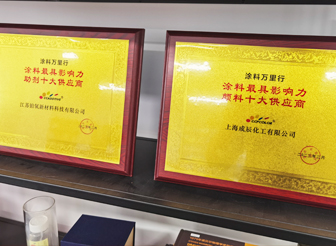 涂料万里行
涂料最具影响力
助剂十大供应商
江苏佰氪新材料科技有限公司
涂料万里行
涂料最具影响力
颜料十大供应商
上海成辰化工有限公司